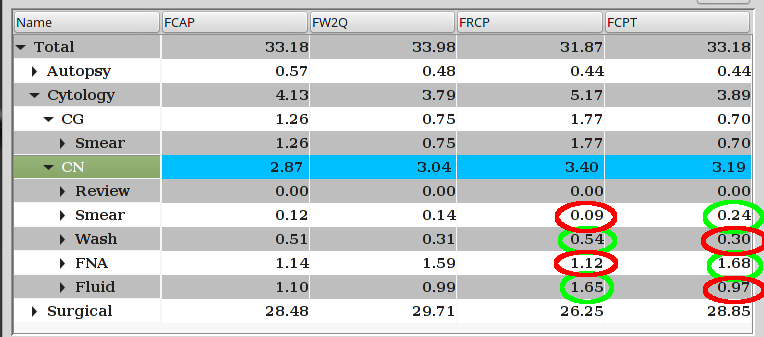 Name FCAP FW2Q FRCP FCPT
Total 33.18 33.98 31.87 33.18
Autopsy 0.57 0.48 0.44 0.44
Cytology 4.13 3.79 5.17 3.89
CG 1.26 0.75 1.77 0.70
Smear 1.26 0.75 1.77 0.70
CN 2.87 3.04 3.40 3.19
Review 0.00 0.00 0.00 0.00
Smear 0.12 0.14 0.09 0.24
Wash 0.51 0.31 0.54 0.30
FNA 1.14 1.59 1.12 1.68
Fluid 1.10 0.99 1.65 0.97
Surgical 28.48 29.71 26.25 28.85